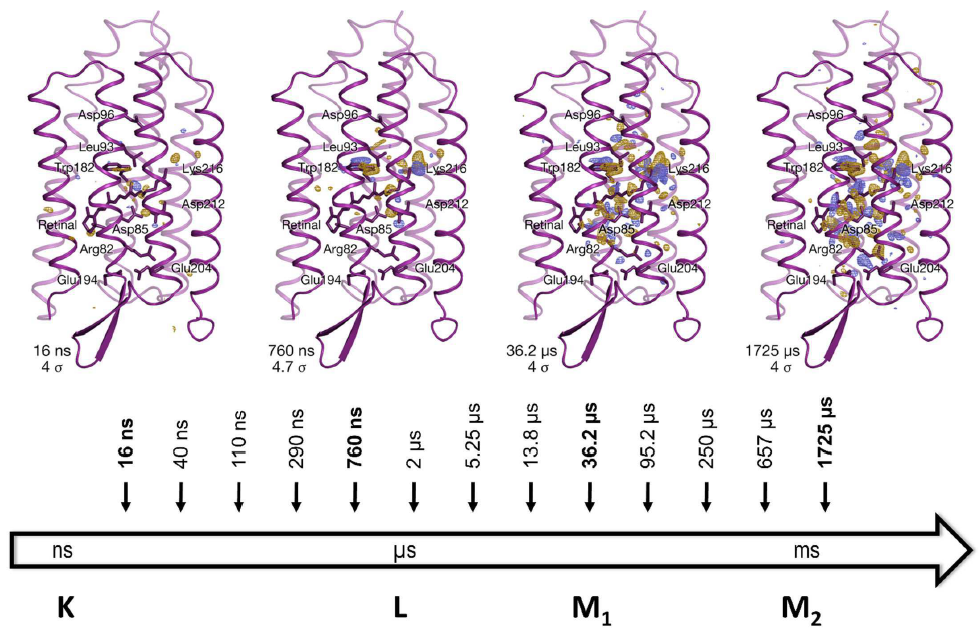 Asp96
Leu93
Trp182
Lys216
Asp212
Retinal
Asp85
Arg82
Glu204
Glu194
16 ns
4 σ
Asp96
Leu93
Trp182
Lys216
Asp212
Retinal
Asp85
Arg82
Glu204
Glu194
760 ns
4.7 σ
Asp96
Leu93
Trp182
Lys216
Asp212
Retinal
Asp85
Arg82
Glu204
Glu194
36.2 µs
4 σ
Asp96
Leu93
Trp182
Lys216
Asp212
Retinal
Asp85
Arg82
Glu204
Glu194
1725 µs
4 σ
16 ns
40 ns
110 ns
290 ns
760 ns
2 µs
5.25 µs
13.8 µs
36.2 µs
95.2 µs
250 µs
657 µs
1725 µs
ns µs ms
K L M₁ M₂